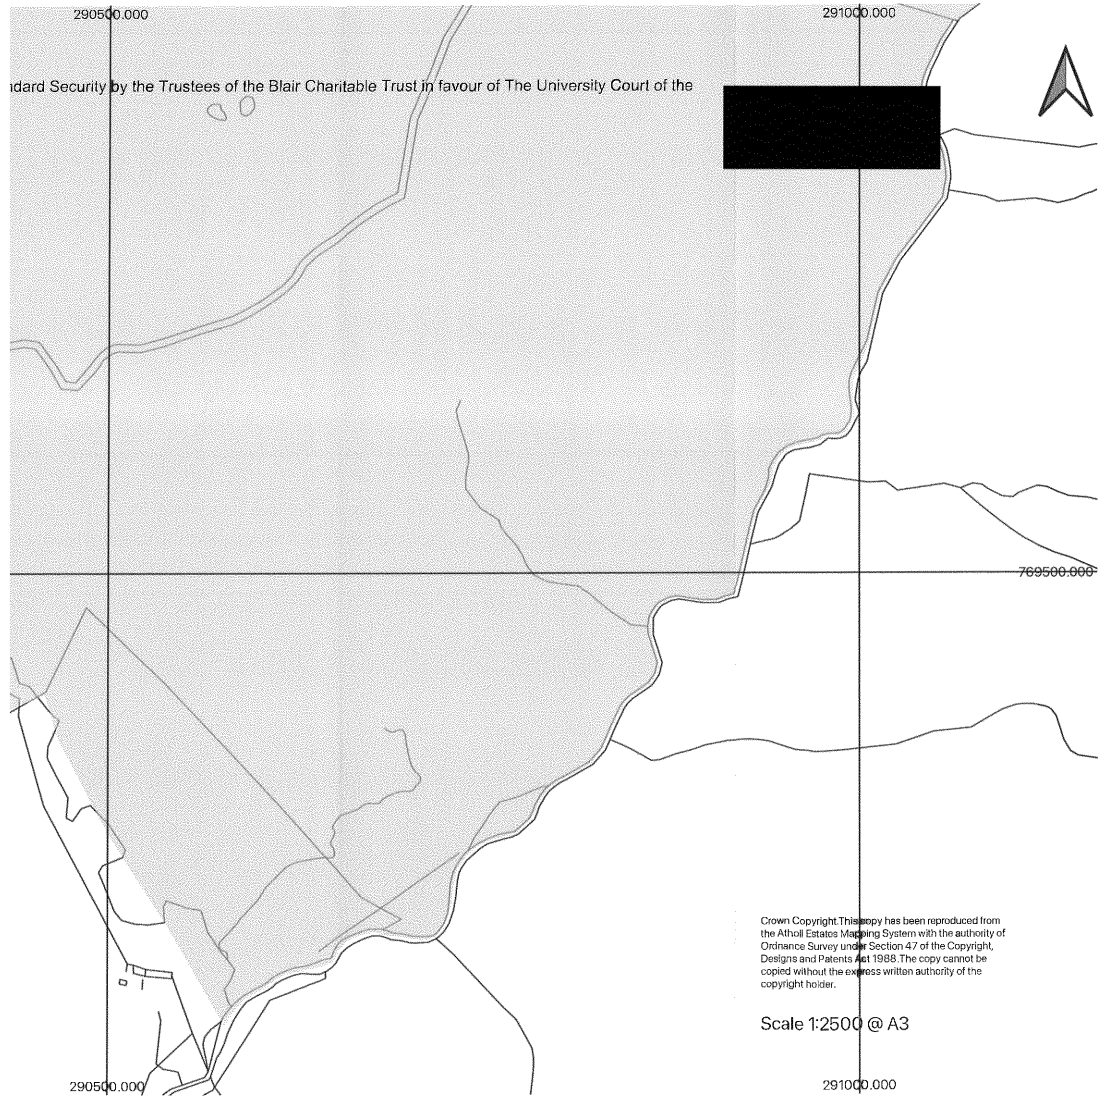 290500.000
291000.000
dard Security by the Trustees of the Blair Charitable Trust in favour of The University Court of the
769500.000
Crown Copyright.This copy has been reproduced from
the Atholl Estates Mapping System with the authority of
Ordnance Survey under Section 47 of the Copyright,
Designs and Patents Act 1988.The copy cannot be
copied without the express written authority of the
copyright holder.
Scale 1:2500 @ A3
290500.000
291000.000